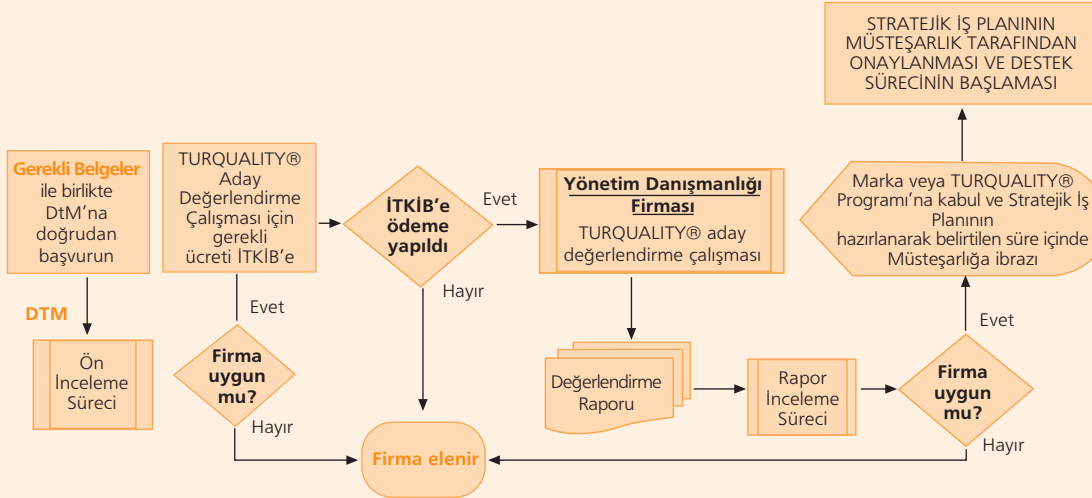 Gerekli Belgeler
ile birlikte
DtM’na
doğrudan
başvurun
DTM
Ön
İnceleme
Süreci
TURQUALITY®
Aday
Değerlendirme
Çalışması için
gerekli
ücreti İTKİB’e
Evet
Firma
uygun
mu?
Hayır
İTKİB’e
ödeme
yapıldı
Evet
Hayır
Firma elenir
Yönetim Danışmanlığı
Firması
TURQUALITY® aday
değerlendirme çalışması
Değerlendirme
Raporu
Rapor
İnceleme
Süreci
Firma
uygun
mu?
Evet
Hayır
Marka veya TURQUALITY®
Programı’na kabul ve Stratejik İş
Planının
hazırlanarak belirtilen süre içinde
Müsteşarlığa ibrazı
STRATEJİK İŞ PLANININ
MÜSTEŞARLIK TARAFINDAN
ONAYLANMASI VE DESTEK
SÜRECİNİN BAŞLAMASI